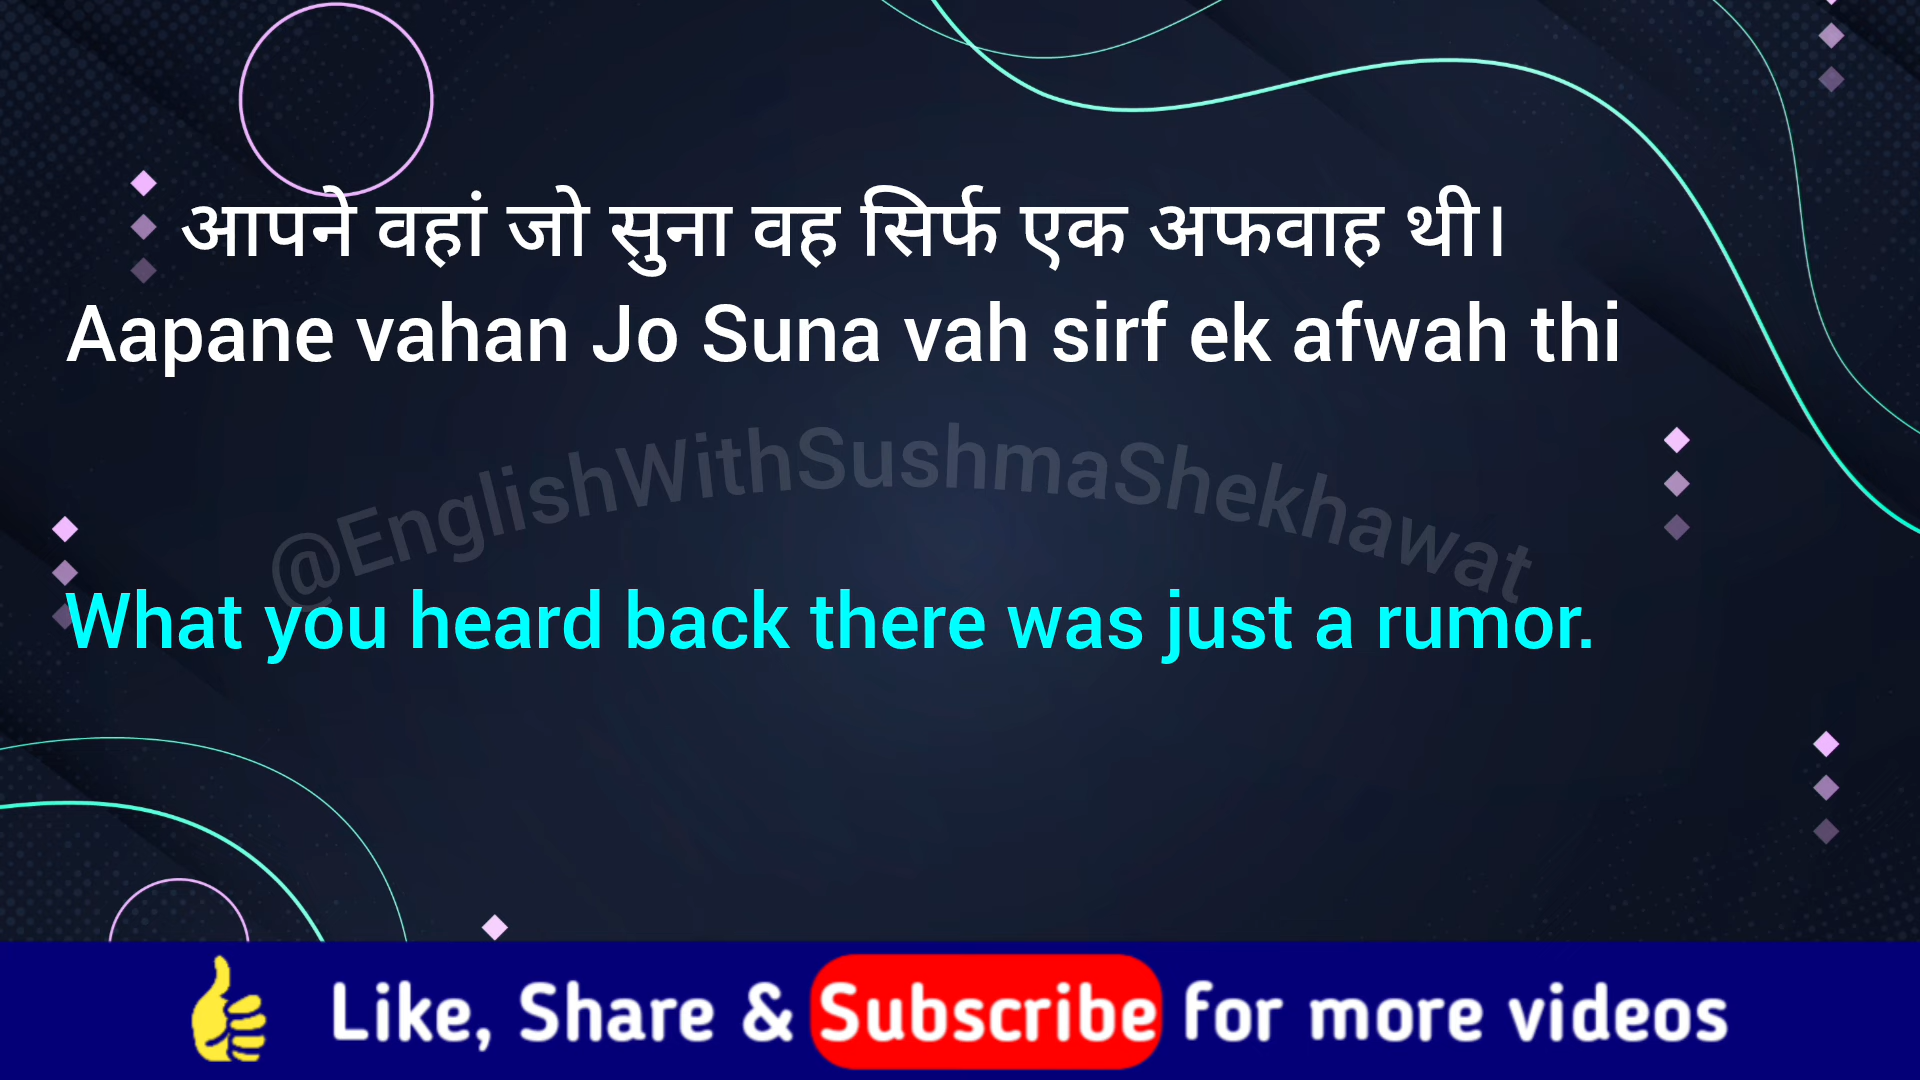 आपने वहां जो सुना वह सिर्फ एक अफवाह थी।
Aapane vahan Jo Suna vah sirf ek afwah thi
@EnglishWithSushmaShekhawat
What you heard back there was just a rumor.
Like, Share & Subscribe for more videos